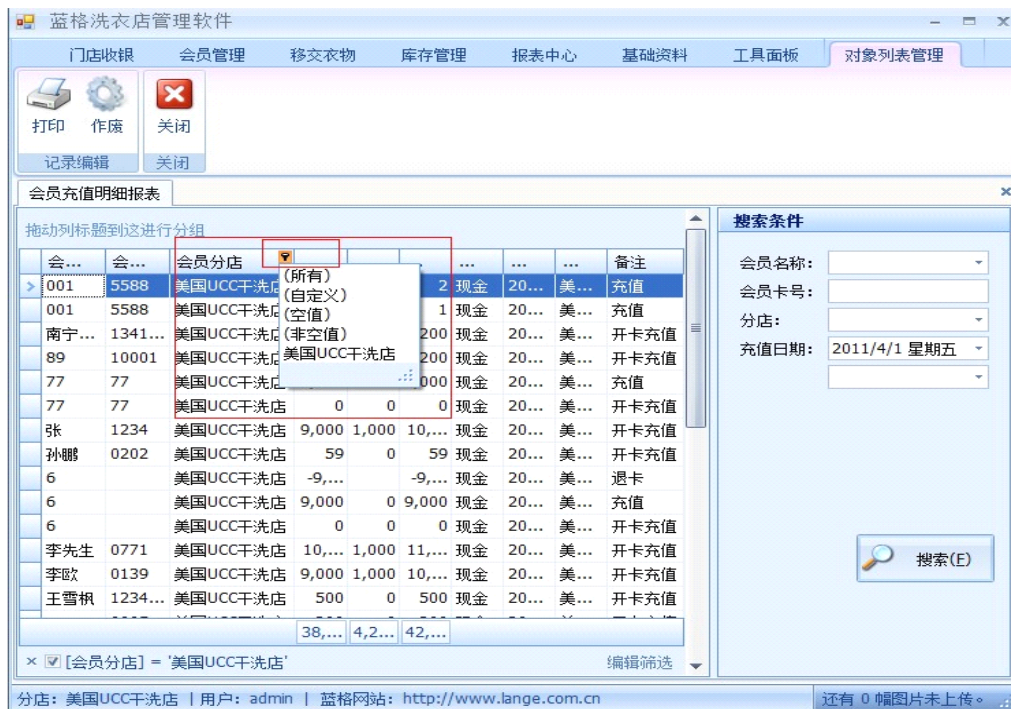 蓝格洗衣店管理软件
门店收银 会员管理 移交衣物 库存管理 报表中心 基础资料 工具面板 对象列表管理
打印 作废 关闭
记录编辑 关闭
会员充值明细报表
拖动列标题到这进行分组
会... 会... 会员分店 ... ... ... 备注
(所有)
(自定义)
(空值)
(非空值)
美国UCC干洗店
001 5588 美国UCC干洗店 2 现金 20... 美... 充值
001 5588 美国UCC干洗店 1 现金 20... 美... 充值
南宁... 1341... 美国UCC干洗店 200 现金 20... 美... 开卡充值
89 10001 美国UCC干洗店 200 现金 20... 美... 开卡充值
77 77 美国UCC干洗店 000 现金 20... 美... 充值
77 77 美国UCC干洗店 0 0 0 现金 20... 美... 开卡充值
张 1234 美国UCC干洗店 9,000 1,000 10,... 现金 20... 美... 开卡充值
孙鹏 0202 美国UCC干洗店 59 0 59 现金 20... 美... 开卡充值
6 美国UCC干洗店 -9,... -9,... 现金 20... 美... 退卡
6 美国UCC干洗店 9,000 0 9,000 现金 20... 美... 充值
6 美国UCC干洗店 0 0 0 现金 20... 美... 开卡充值
李先生 0771 美国UCC干洗店 10,... 1,000 11,... 现金 20... 美... 开卡充值
李欧 0139 美国UCC干洗店 9,000 1,000 10,... 现金 20... 美... 开卡充值
王雪枫 1234... 美国UCC干洗店 500 0 500 现金 20... 美... 开卡充值
38,... 4,2... 42,...
[会员分店] = '美国UCC干洗店' 编辑筛选
搜索条件
会员名称:
会员卡号:
分店:
充值日期: 2011/4/1 星期五
搜索(F)
分店: 美国UCC干洗店 | 用户: admin | 蓝格网站: http://www.lange.com.cn 还有 0 幅图片未上传。